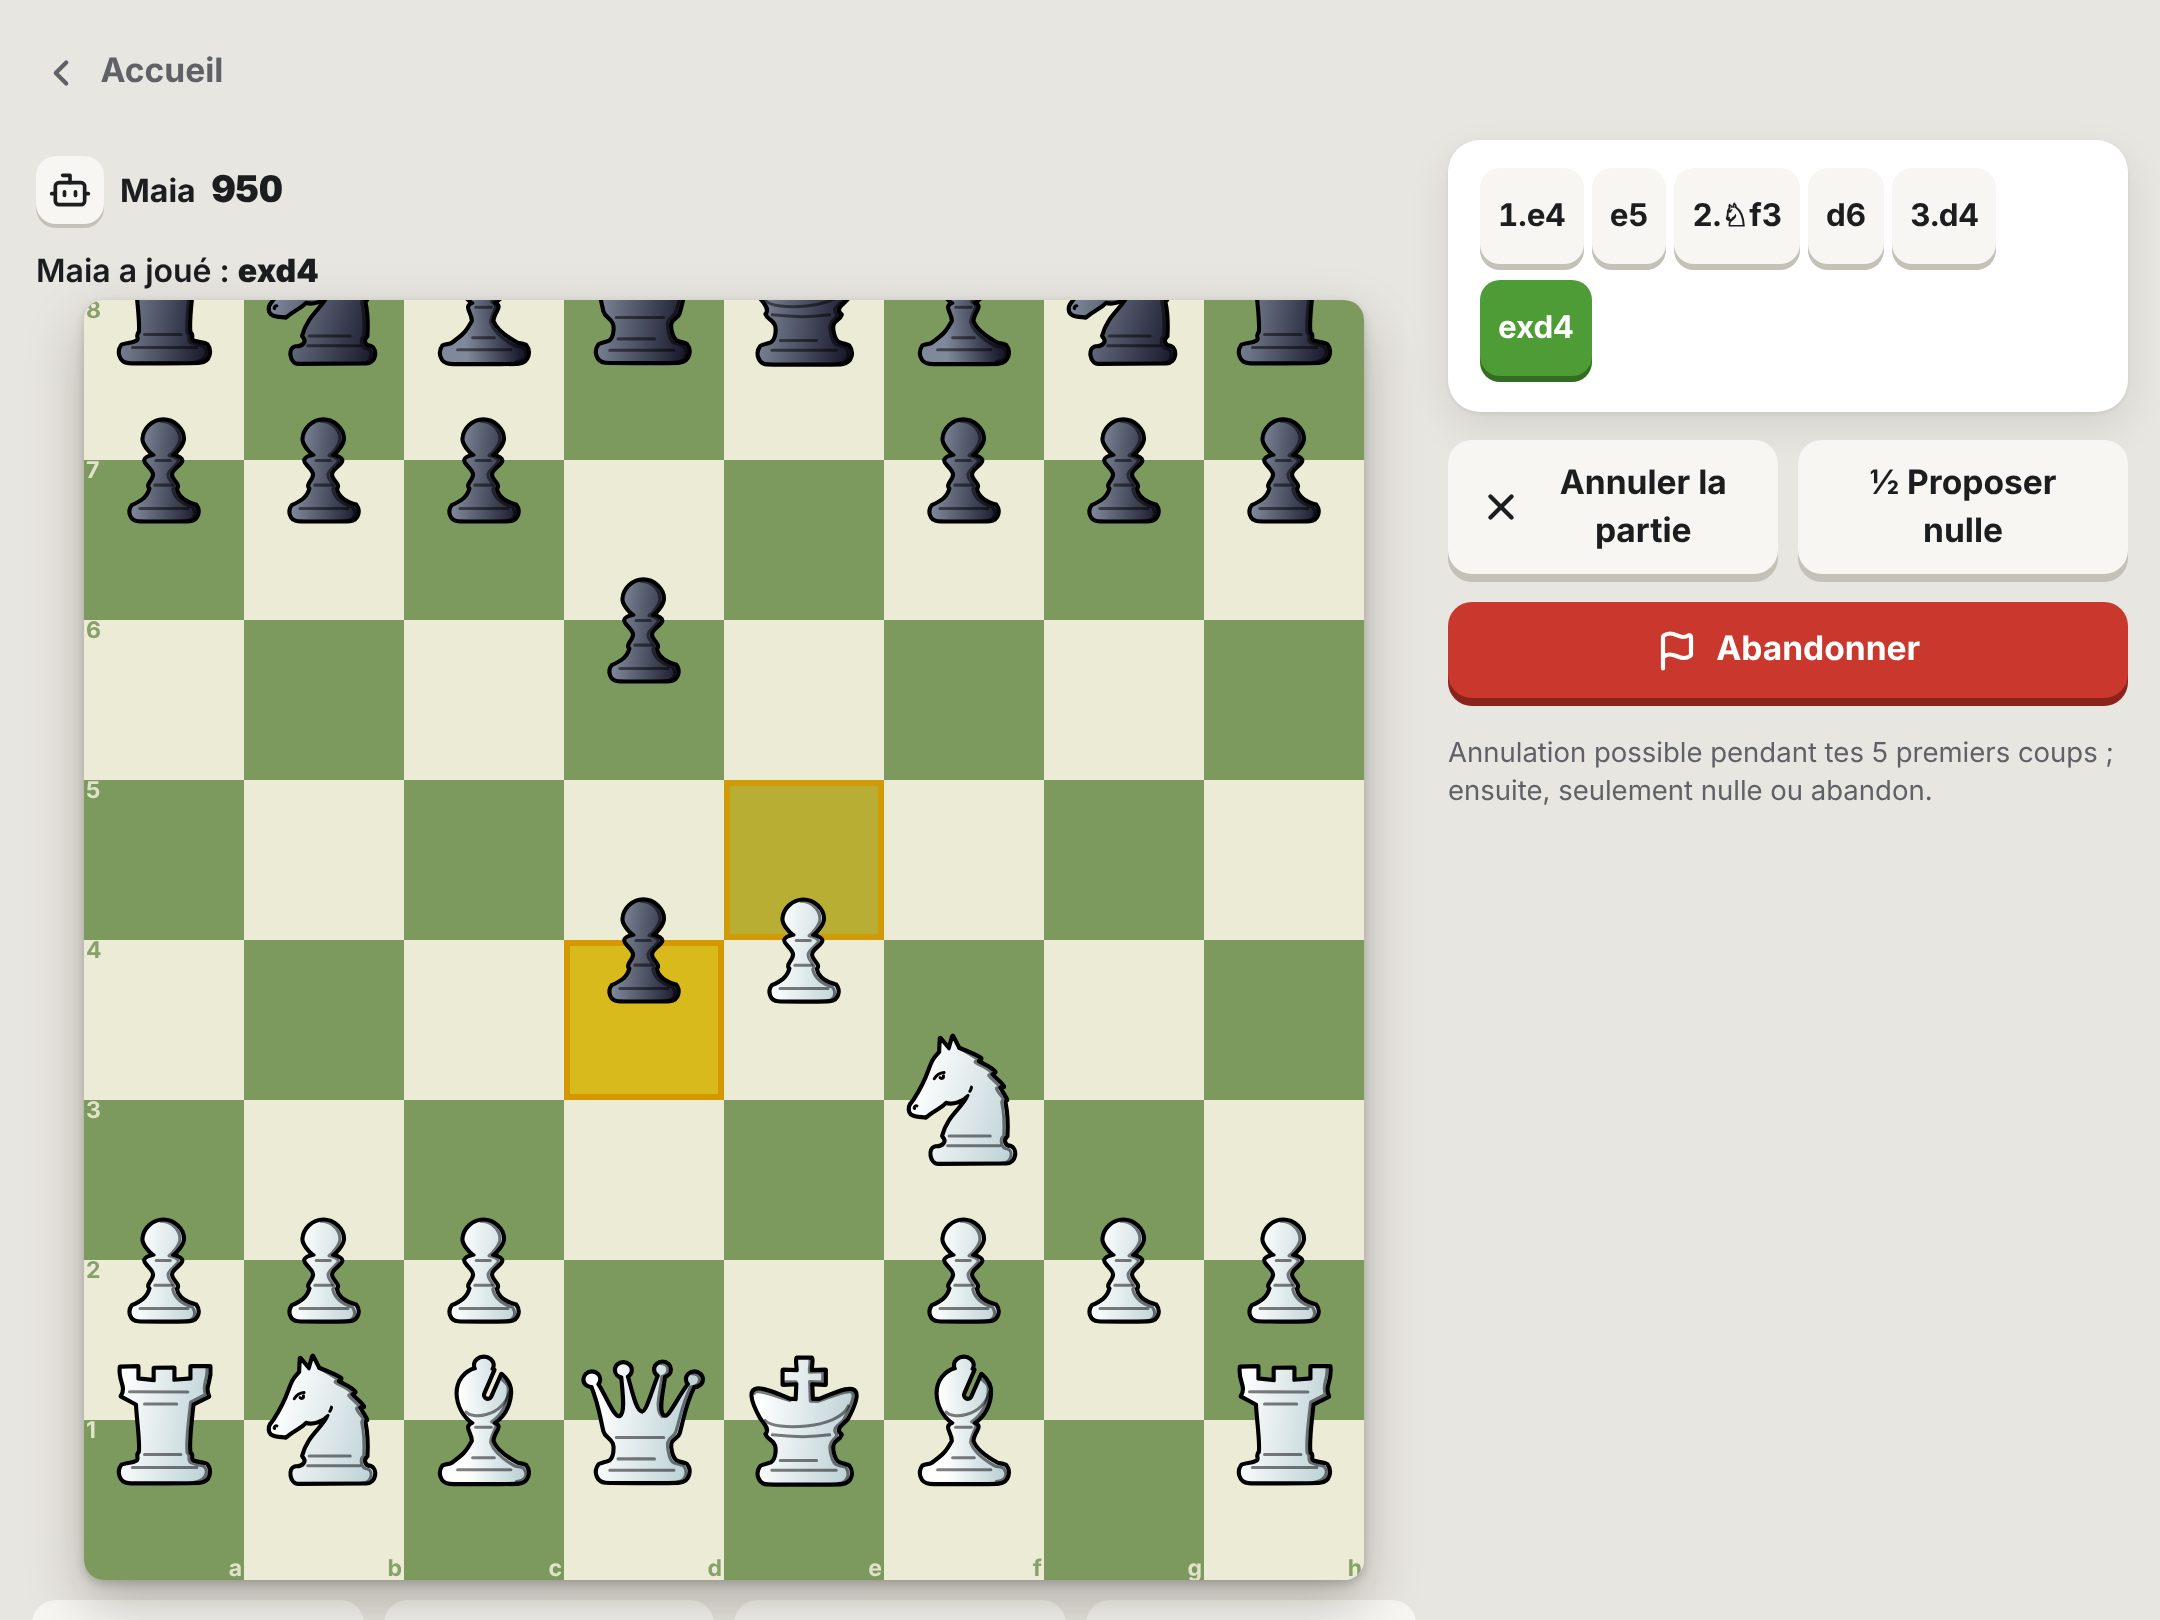 Accueil
Maia 950
Maia a joué : exd4
1.e4 e5 2.♘f3 d6 3.d4
exd4
Annuler la
partie
½ Proposer
nulle
Abandonner
Annulation possible pendant tes 5 premiers coups ;
ensuite, seulement nulle ou abandon.
8
7
6
5
4
3
2
1
a b c d e f g h